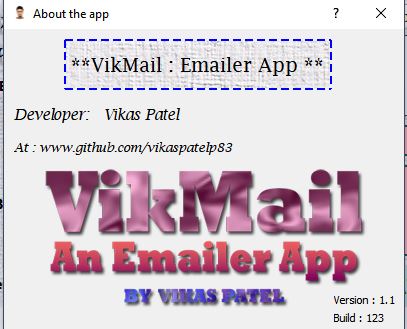 About the app
?
**VikMail : Emailer App **
Developer: Vikas Patel
At : www.github.com/vikaspatelp83
VikMail
An Emailer App
BY VIKAS PATEL
Version : 1.1
Build : 123